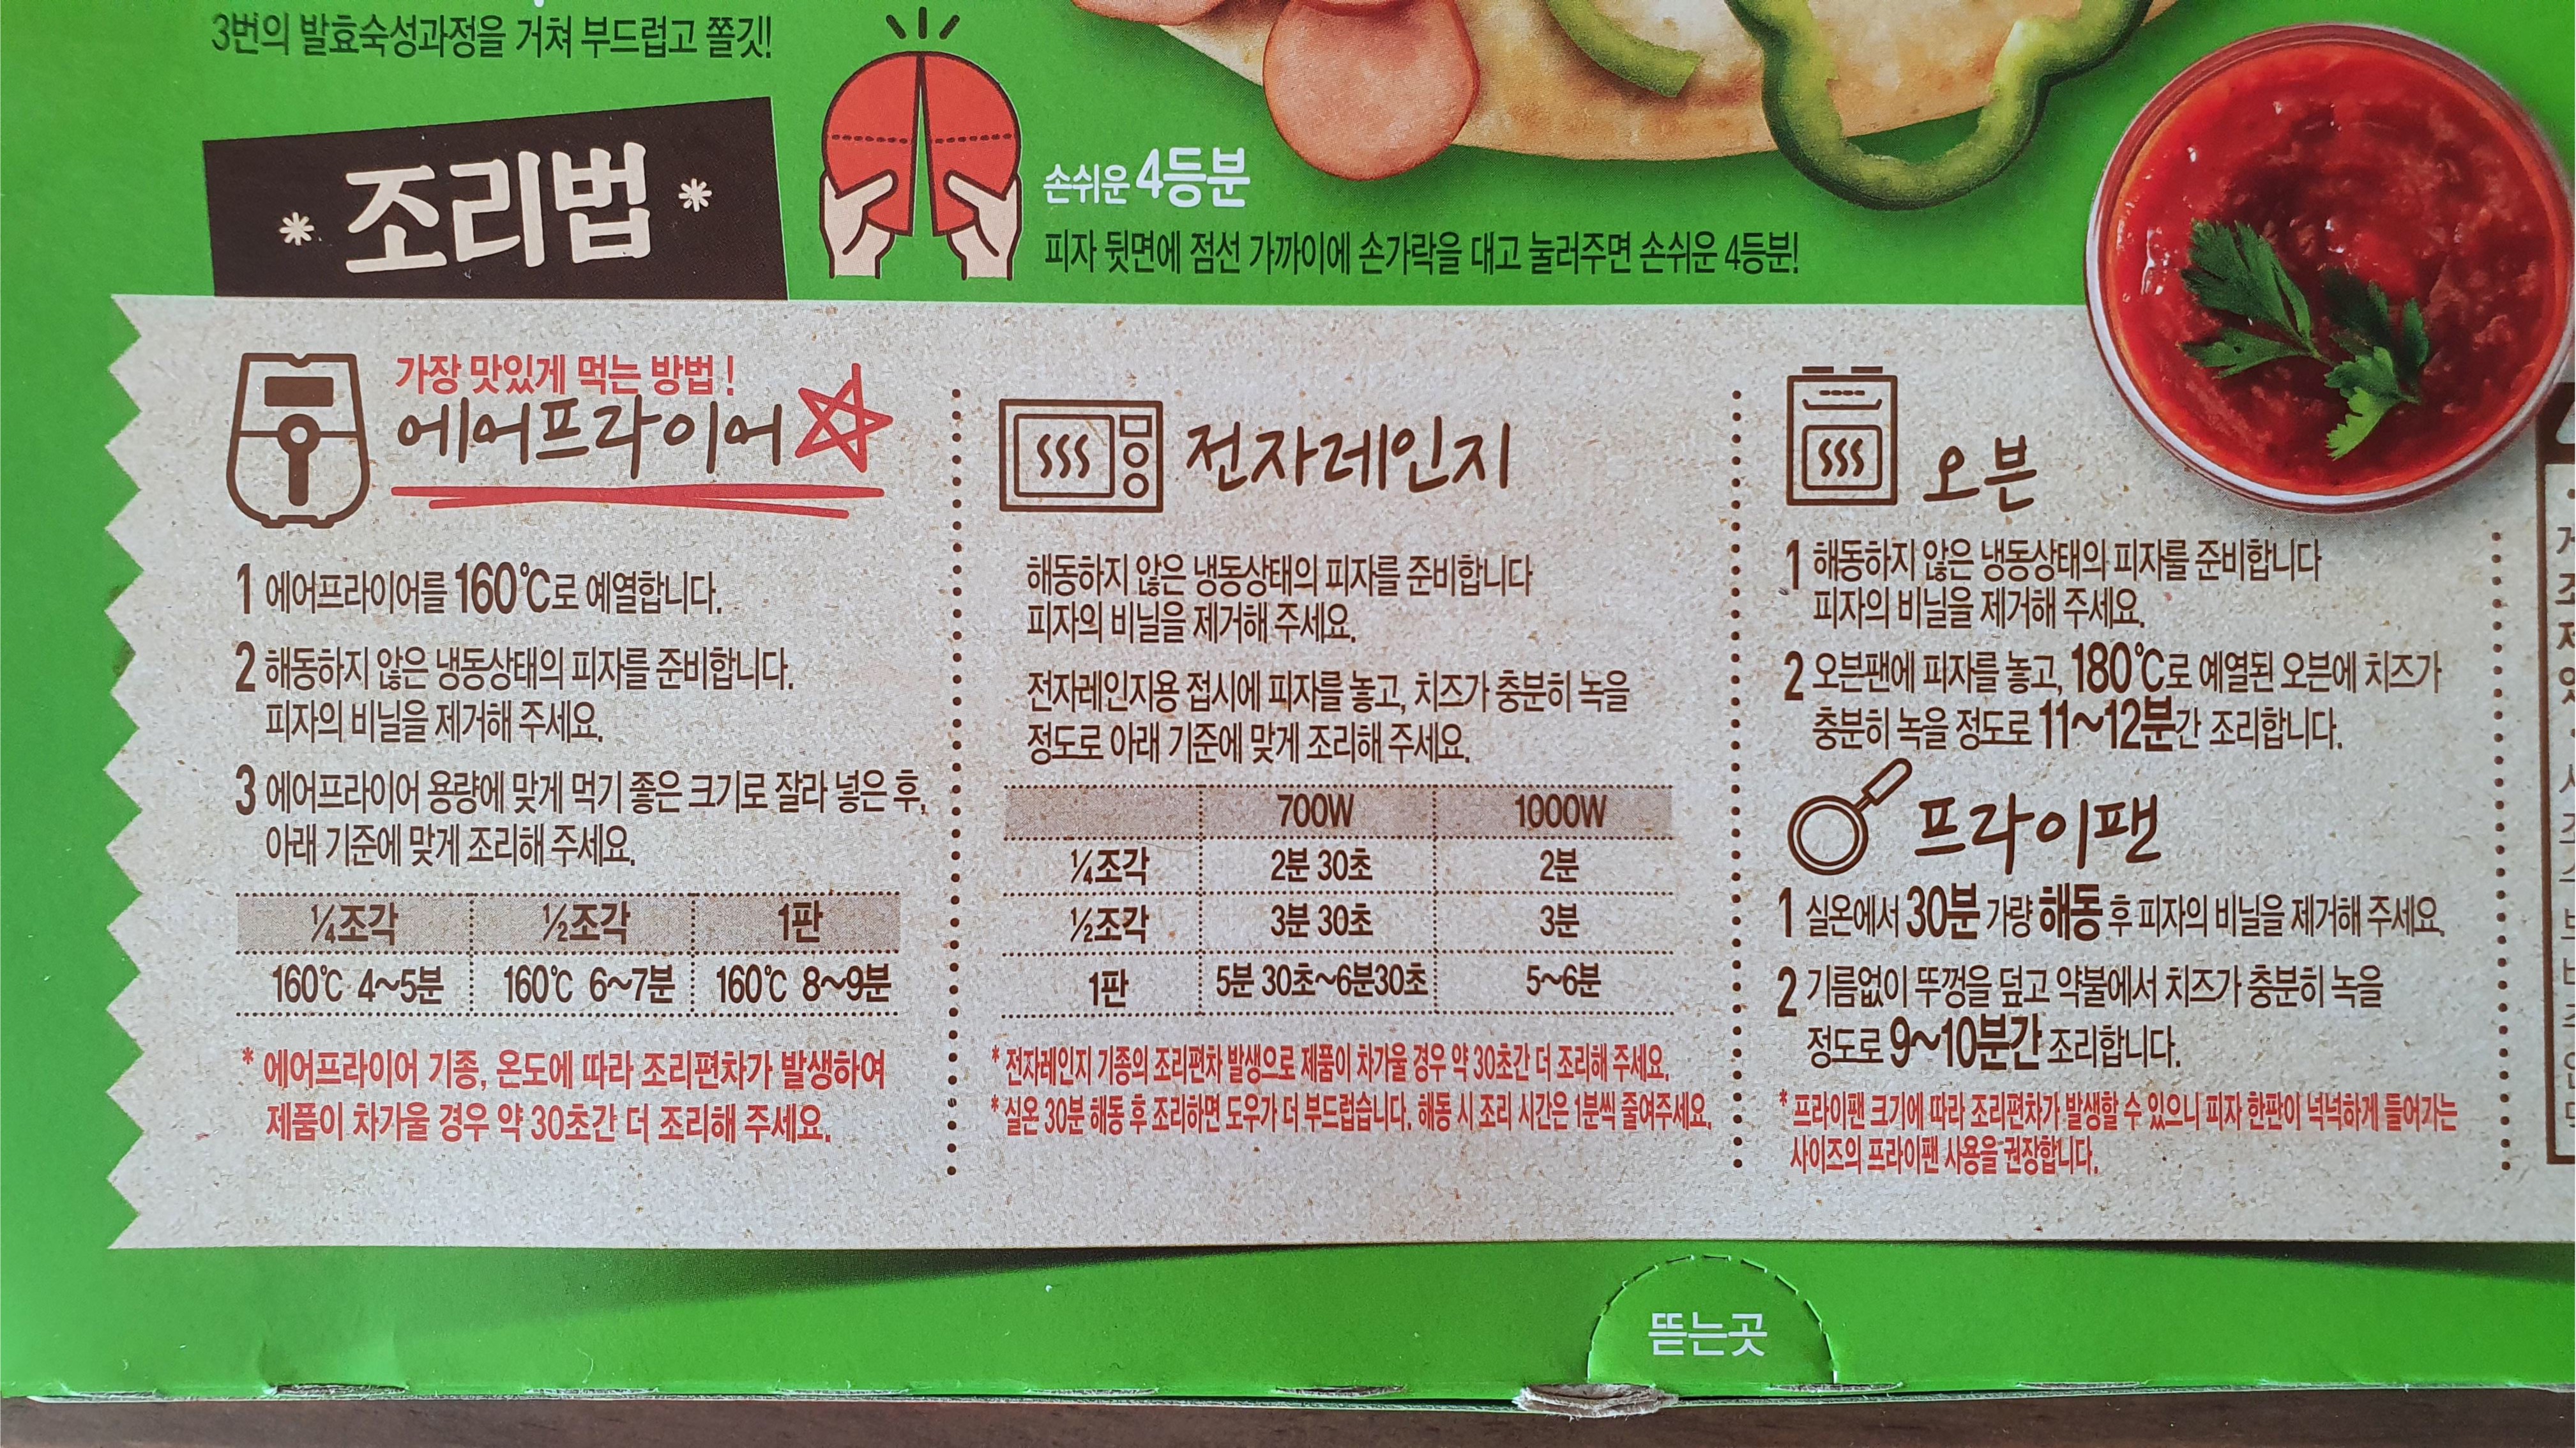 3번의 발효숙성과정을 거쳐 부드럽고 쫄깃!
* 조리법 *
손쉬운 4등분
피자 뒷면에 점선 가까이에 손가락을 대고 눌러주면 손쉬운 4등분!
가장 맛있게 먹는 방법!
에어프라이어
1 에어프라이어를 160℃로 예열합니다.
2 해동하지 않은 냉동상태의 피자를 준비합니다.
피자의 비닐을 제거해 주세요.
3 에어프라이어 용량에 맞게 먹기 좋은 크기로 잘라 넣은 후,
아래 기준에 맞게 조리해 주세요.
¼조각 ½조각 1판
160℃ 4~5분 160℃ 6~7분 160℃ 8~9분
* 에어프라이어 기종, 온도에 따라 조리편차가 발생하여
제품이 차가울 경우 약 30초간 더 조리해 주세요.
전자레인지
해동하지 않은 냉동상태의 피자를 준비합니다
피자의 비닐을 제거해 주세요.
전자레인지용 접시에 피자를 놓고, 치즈가 충분히 녹을
정도로 아래 기준에 맞게 조리해 주세요.
700W 1000W
¼조각 2분 30초 2분
½조각 3분 30초 3분
1판 5분 30초~6분30초 5~6분
* 전자레인지 기종의 조리편차 발생으로 제품이 차가울 경우 약 30초간 더 조리해 주세요.
* 실온 30분 해동 후 조리하면 도우가 더 부드럽습니다. 해동 시 조리 시간은 1분씩 줄여주세요.
오븐
1 해동하지 않은 냉동상태의 피자를 준비합니다
피자의 비닐을 제거해 주세요.
2 오븐팬에 피자를 놓고, 180℃로 예열된 오븐에 치즈가
충분히 녹을 정도로 11~12분간 조리합니다.
프라이팬
1 실온에서 30분 가량 해동 후 피자의 비닐을 제거해 주세요.
2 기름없이 뚜껑을 덮고 약불에서 치즈가 충분히 녹을
정도로 9~10분간 조리합니다.
* 프라이팬 크기에 따라 조리편차가 발생할 수 있으니 피자 한판이 넉넉하게 들어가는
사이즈의 프라이팬 사용을 권장합니다.
뜯는곳